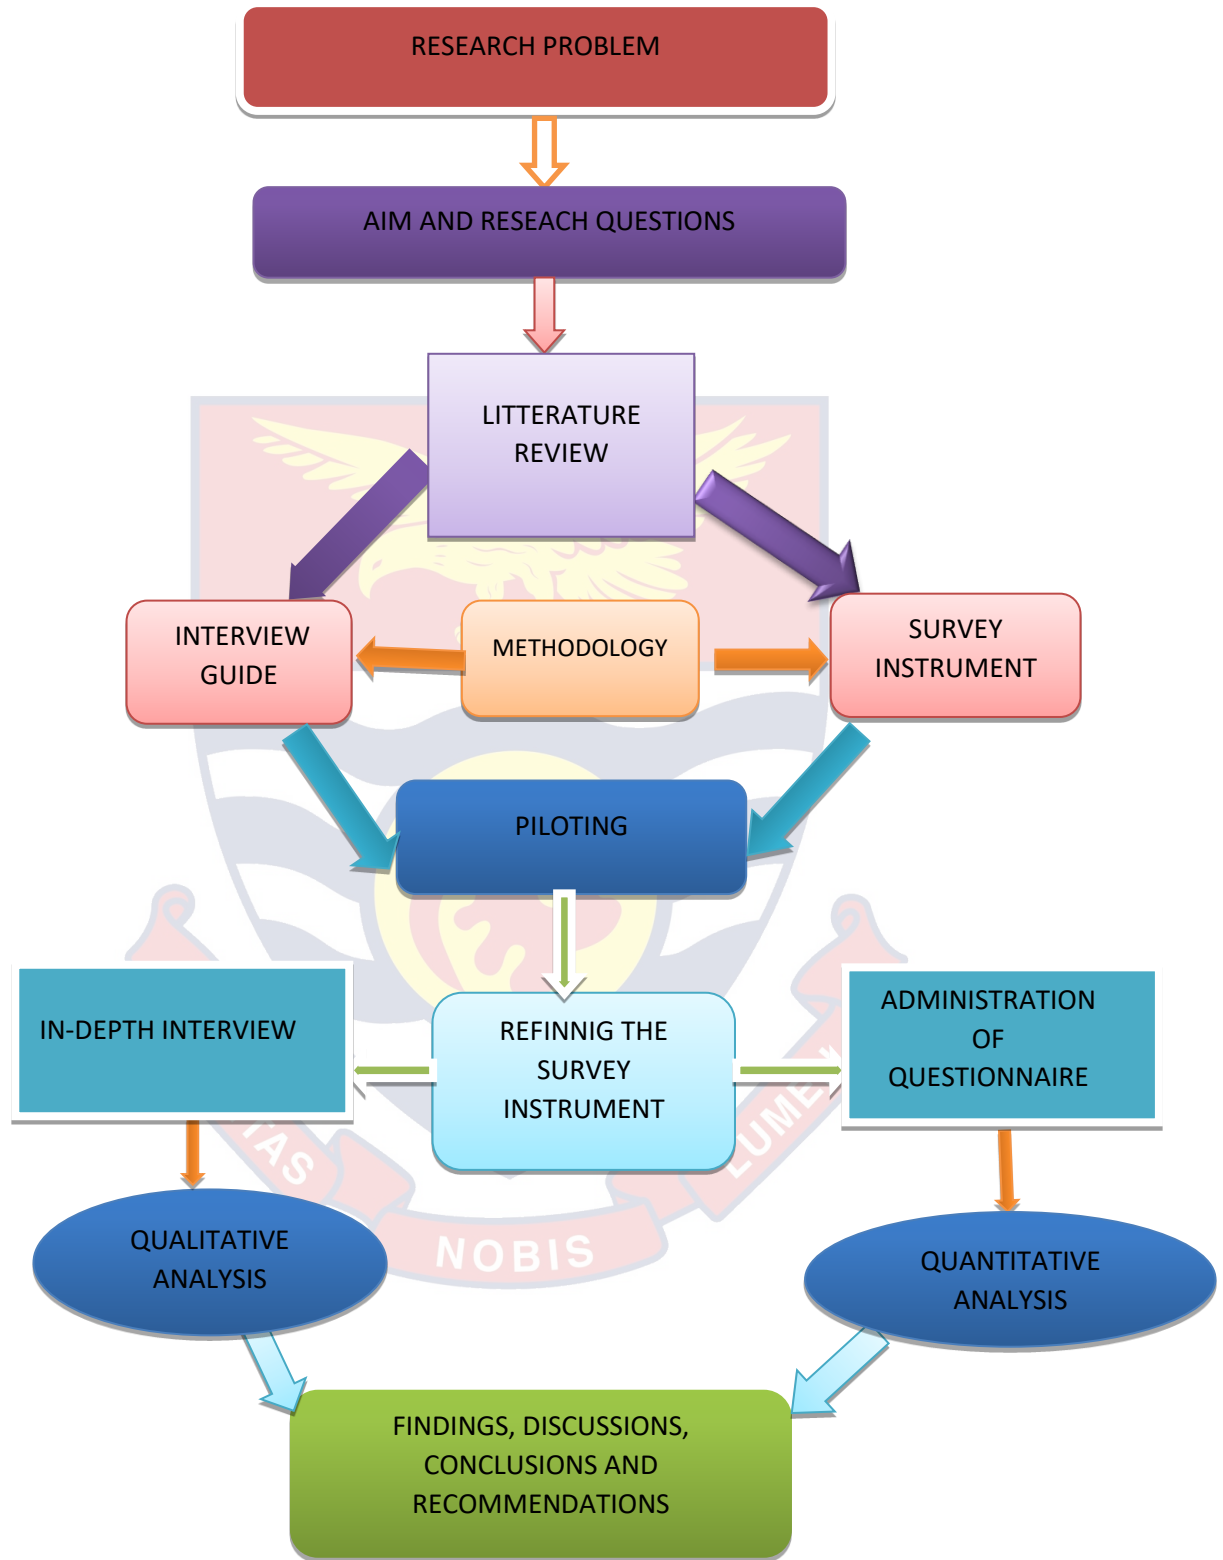 RESEARCH PROBLEM
AIM AND RESEACH QUESTIONS
LITTERATURE
REVIEW
INTERVIEW
GUIDE
METHODOLOGY
SURVEY
INSTRUMENT
PILOTING
IN-DEPTH INTERVIEW
REFINNIG THE
SURVEY
INSTRUMENT
ADMINISTRATION
OF
QUESTIONNAIRE
QUALITATIVE
ANALYSIS
NOBIS
QUANTITATIVE
ANALYSIS
FINDINGS, DISCUSSIONS,
CONCLUSIONS AND
RECOMMENDATIONS